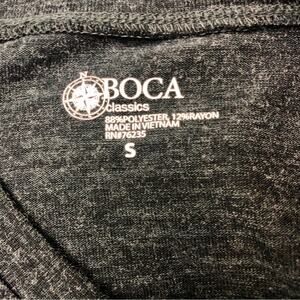 N
BOCA
classics
88%POLYESTER, 12%RAYON
MADE IN VIETNAM
RN#76235
S